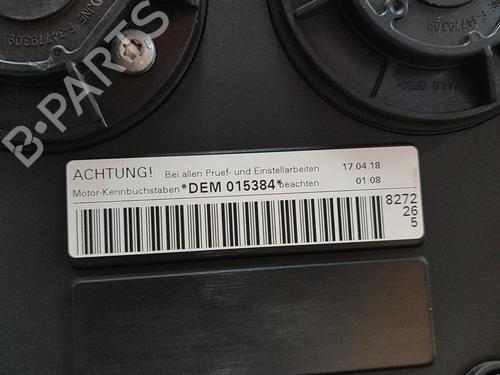 B-PARTS
ACHTUNG! Bei allen Pruef- und Einstellarbeiten 17.04.18
Motor-Kennbuchstaben *DEM 015384* beachten 01:08
8272
26
5